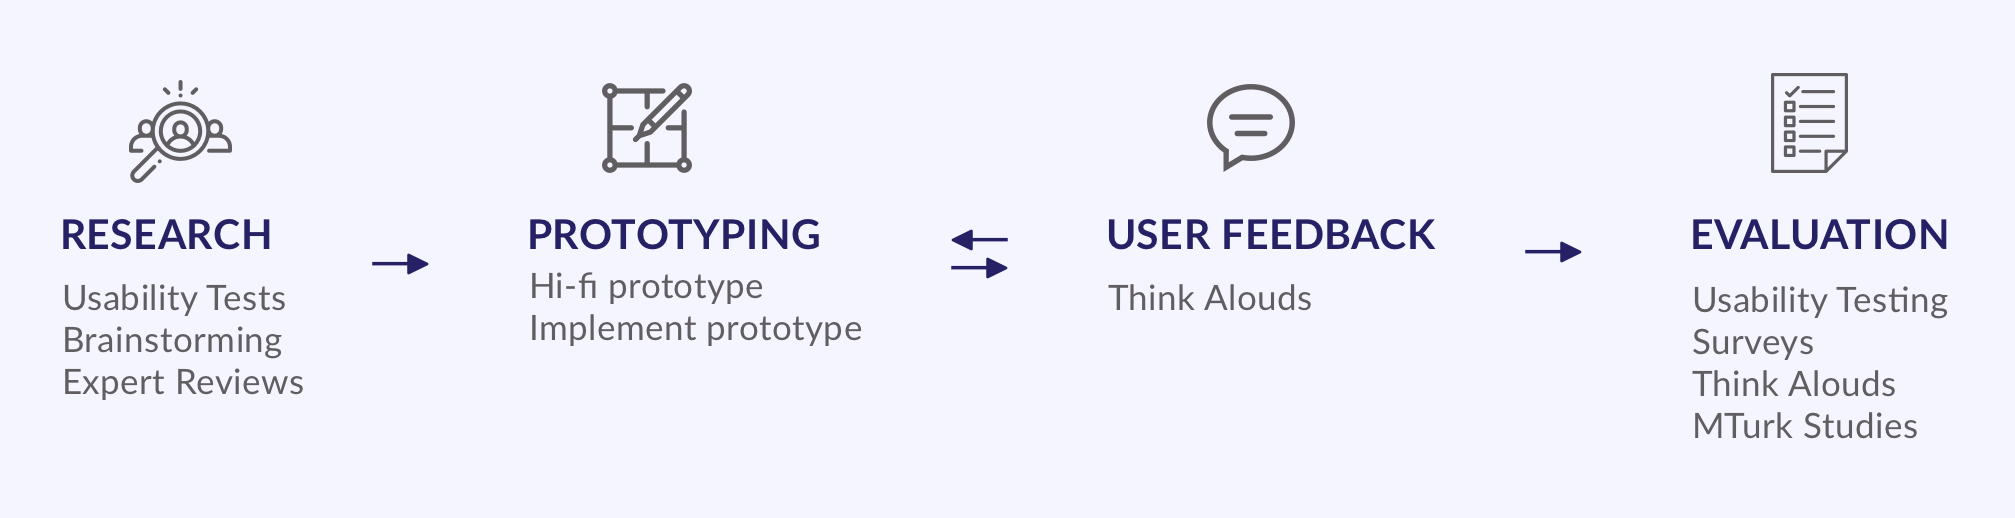 RESEARCH
Usability Tests
Brainstorming
Expert Reviews
PROTOTYPING
Hi-fi prototype
Implement prototype
USER FEEDBACK
Think Alouds
EVALUATION
Usability Testing
Surveys
Think Alouds
MTurk Studies